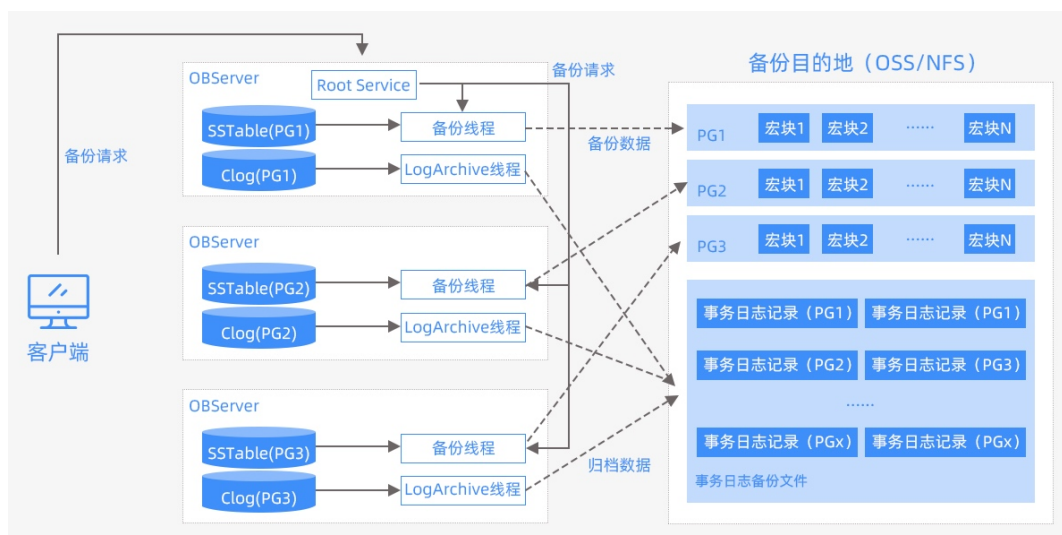 备份目的地（OSS/NFS）
备份请求
客户端
OBServer
Root Service
备份请求
SSTable(PG1)
备份线程
备份数据
Clog(PG1)
LogArchive线程
OBServer
SSTable(PG2)
备份线程
Clog(PG2)
LogArchive线程
OBServer
SSTable(PG3)
备份线程
Clog(PG3)
LogArchive线程
归档数据
PG1 宏块1 宏块2 …… 宏块N
PG2 宏块1 宏块2 …… 宏块N
PG3 宏块1 宏块2 …… 宏块N
事务日志记录（PG1） 事务日志记录（PG1）
事务日志记录（PG2） 事务日志记录（PG3）
……
事务日志记录（PGx） 事务日志记录（PGx）
事务日志备份文件